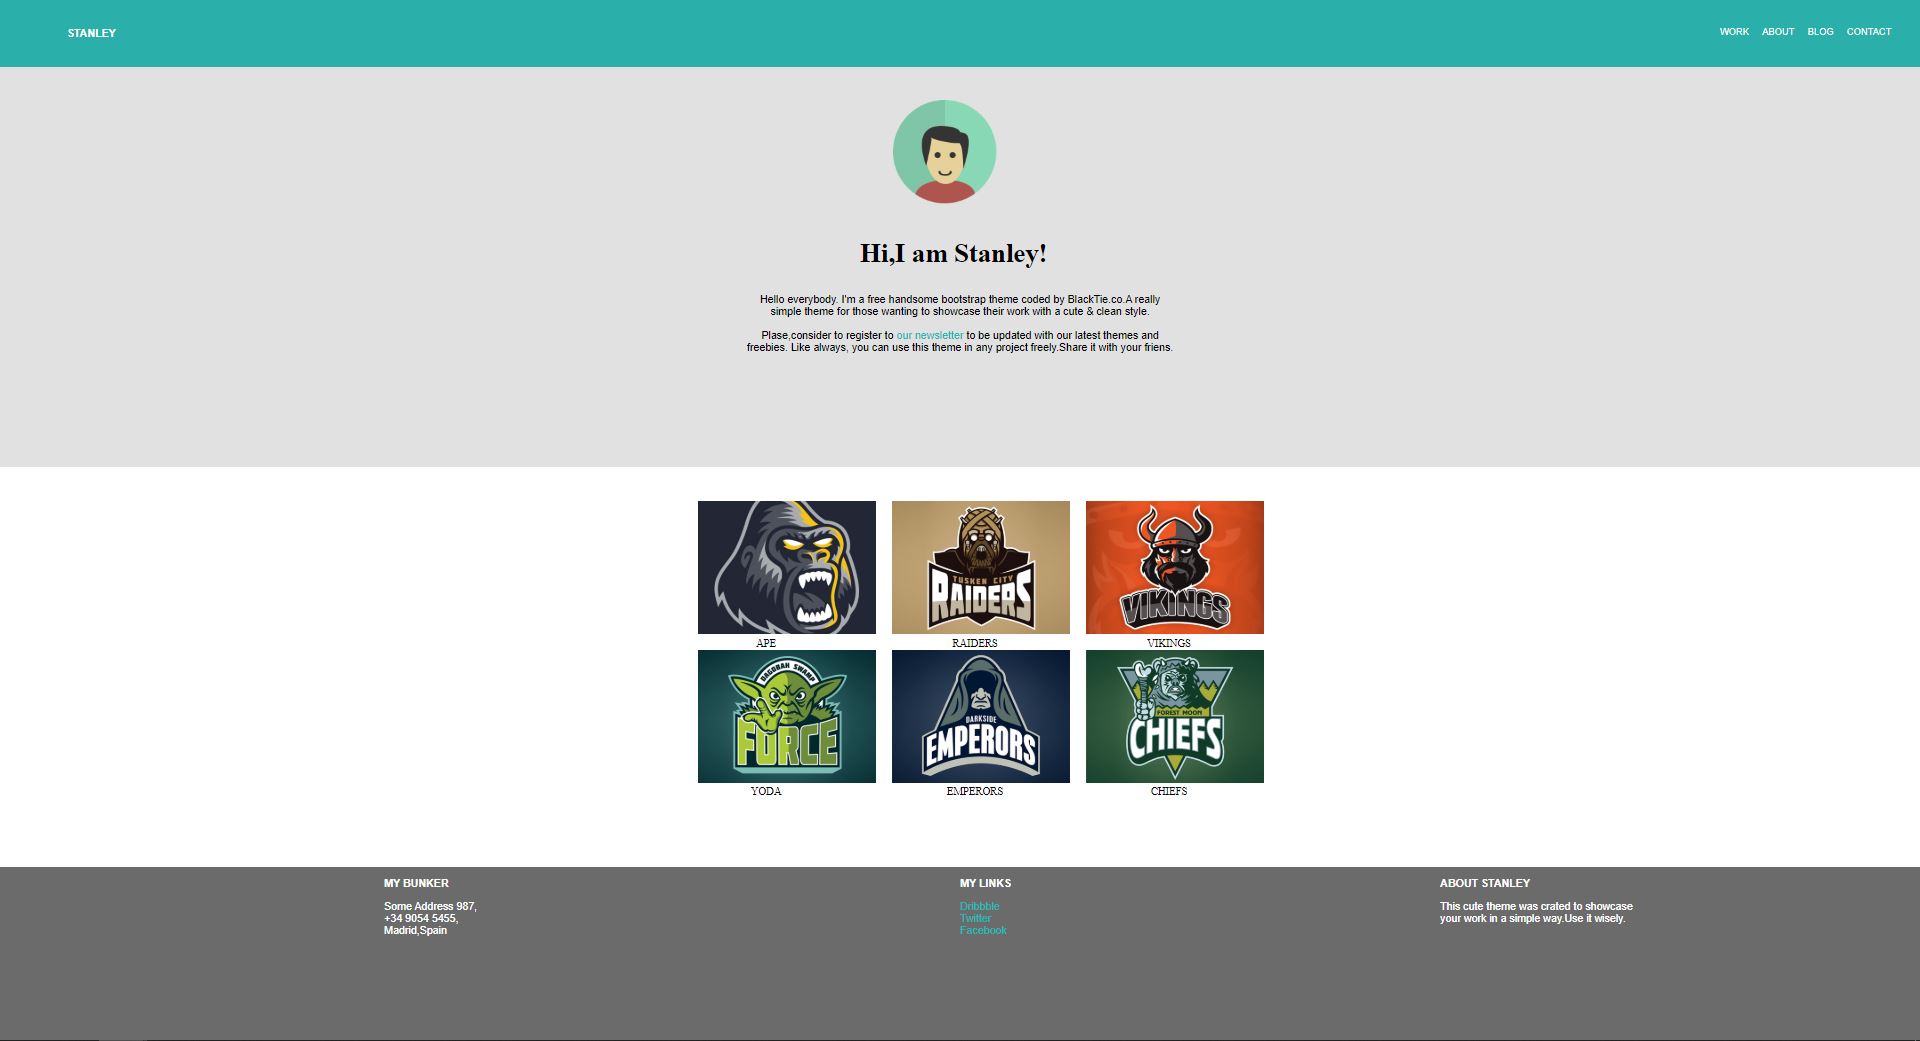 STANLEY
WORK ABOUT BLOG CONTACT
Hi,I am Stanley!
Hello everybody. I'm a free handsome bootstrap theme coded by BlackTie.co.A really
simple theme for those wanting to showcase their work with a cute & clean style.
Plase,consider to register to our newsletter to be updated with our latest themes and
freebies. Like always, you can use this theme in any project freely.Share it with your friens.
TUSKEN CITY
RAIDERS
VIKINGS
APE
RAIDERS
VIKINGS
DAGOBAH SWAMP
FORCE
DARKSIDE
EMPERORS
FOREST MOON
CHIEFS
YODA
EMPERORS
CHIEFS
MY BUNKER
Some Address 987,
+34 9054 5455,
Madrid,Spain
MY LINKS
Dribbble
Twitter
Facebook
ABOUT STANLEY
This cute theme was crated to showcase
your work in a simple way.Use it wisely.